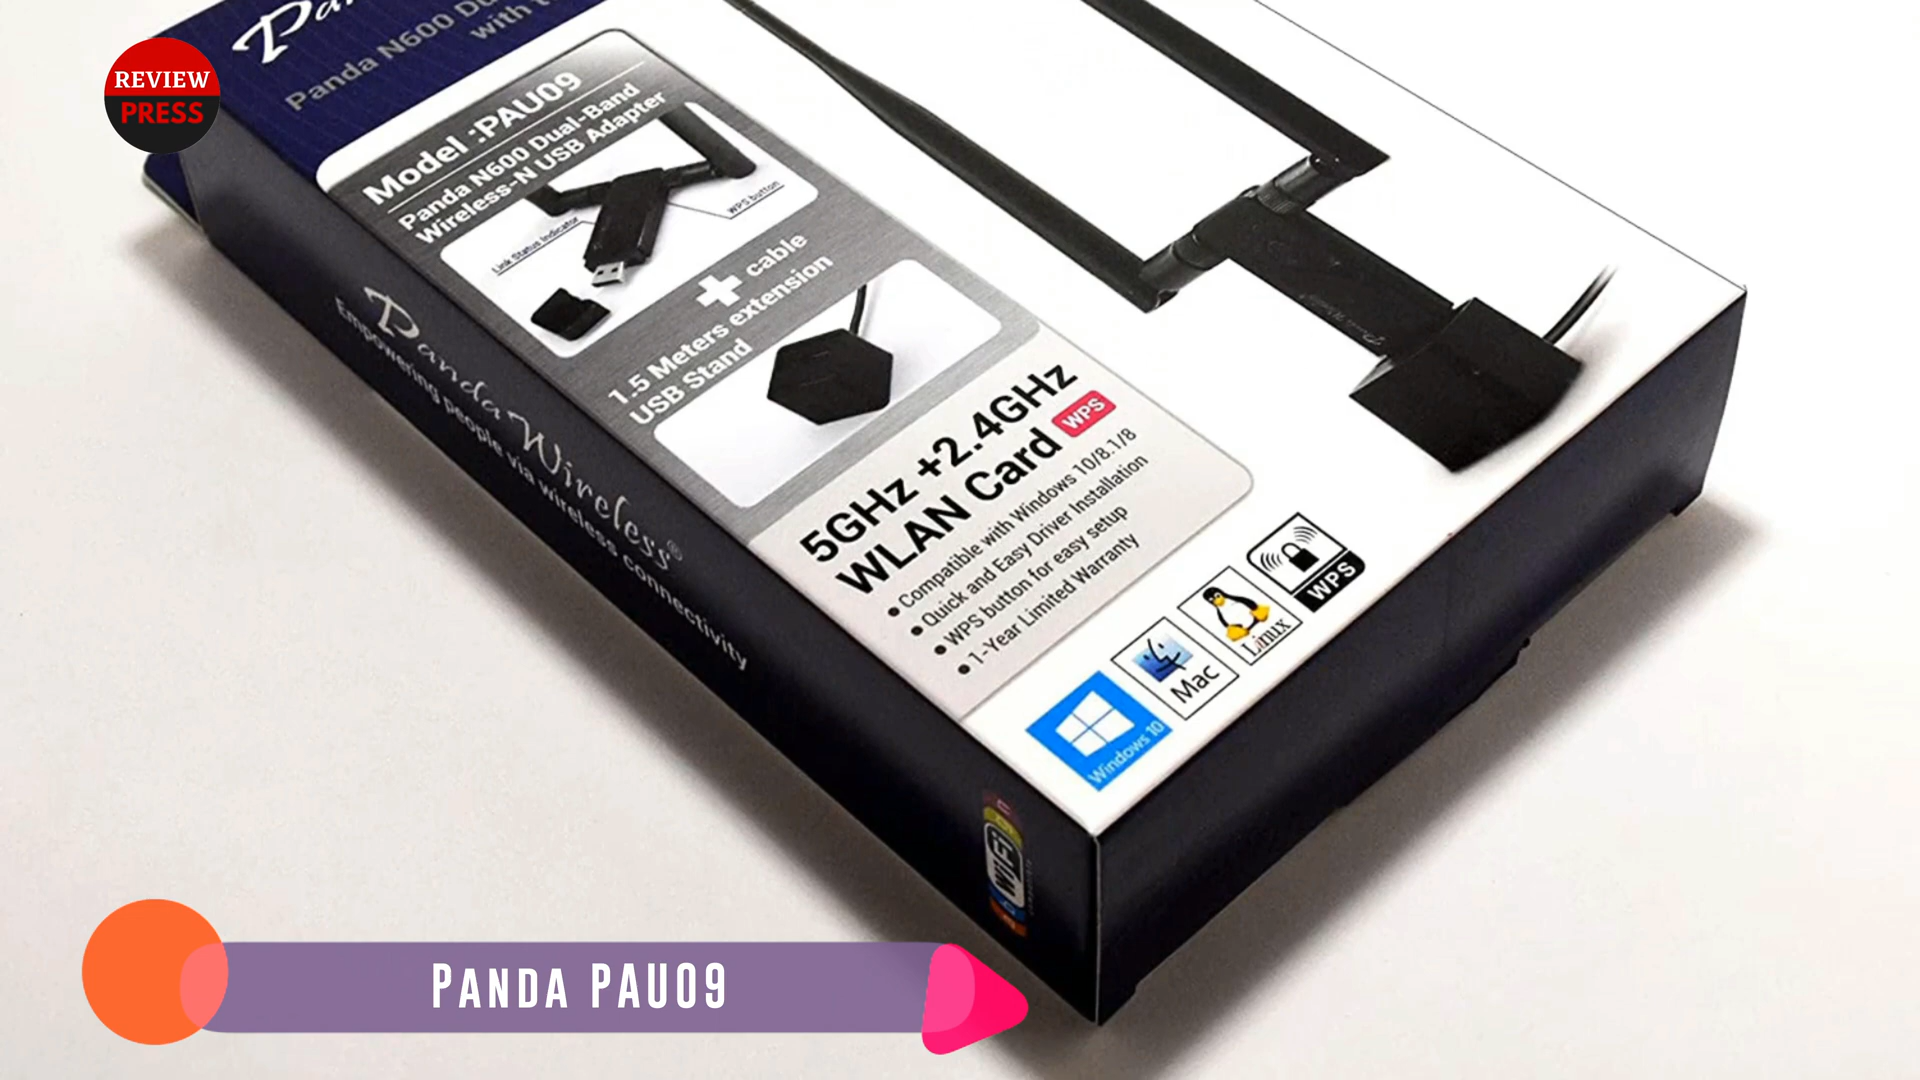 REVIEW
PRESS
Panda N600
with
Model :PAU09
Panda N600 Dual-Band
Wireless-N USB Adapter
Link Status Indicator
WPS button
+ cable
1.5 Meters extension
USB Stand
5GHz +2.4GHz
WLAN Card WPS
• Compatible with Windows 10/8.1/8
• Quick and Easy Driver Installation
• WPS button for easy setup
• 1-Year Limited Warranty
Panda Wireless®
Empowering people via wireless connectivity
Windows 10
Mac
Linux
WPS
WiFi
PANDA PAU09